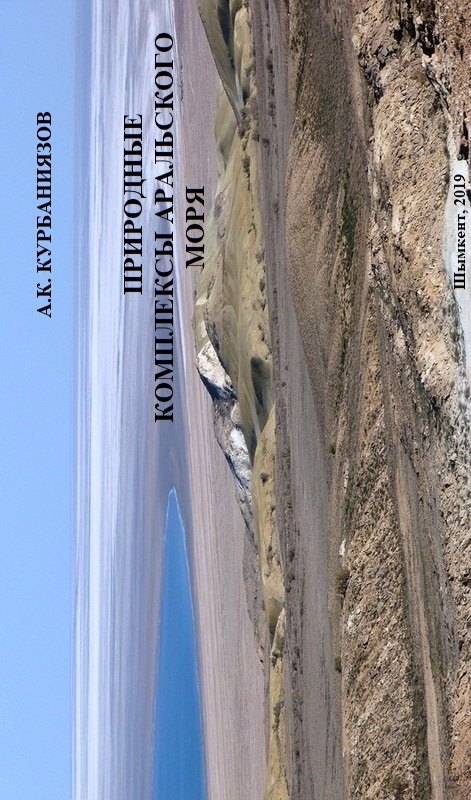 А.К. КУРБАНИЯЗОВ
ПРИРОДНЫЕ
КОМПЛЕКСЫ АРАЛЬСКОГО
МОРЯ
Шымкент, 2019